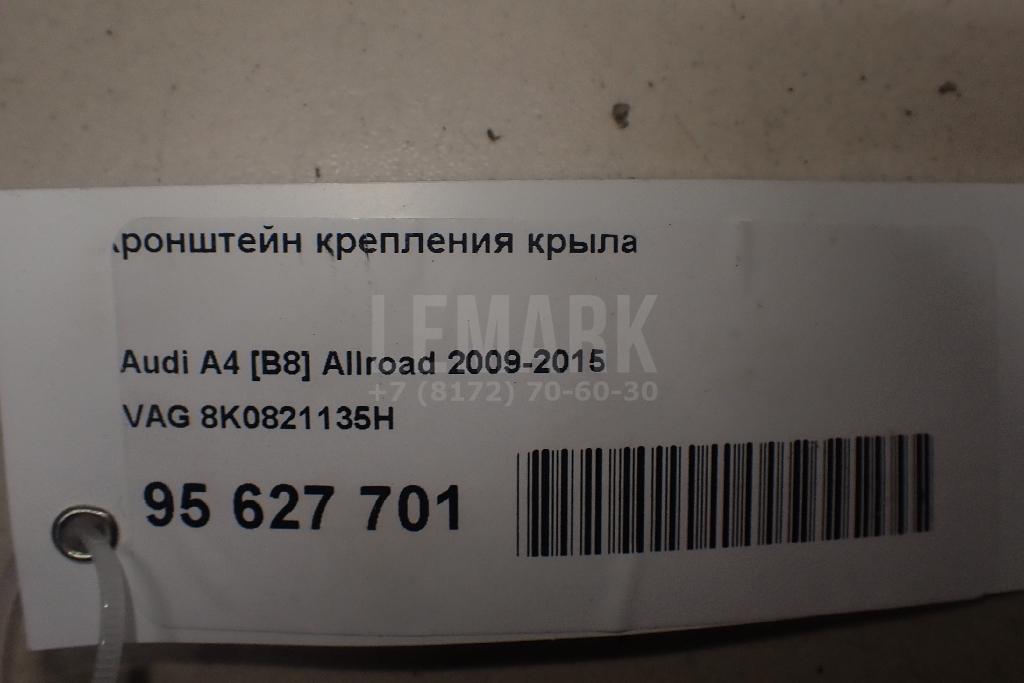 кронштейн крепления крыла
LEMARK
Audi A4 [B8] Allroad 2009-2015
+7 (8172) 70-60-30
VAG 8K0821135H
95 627 701